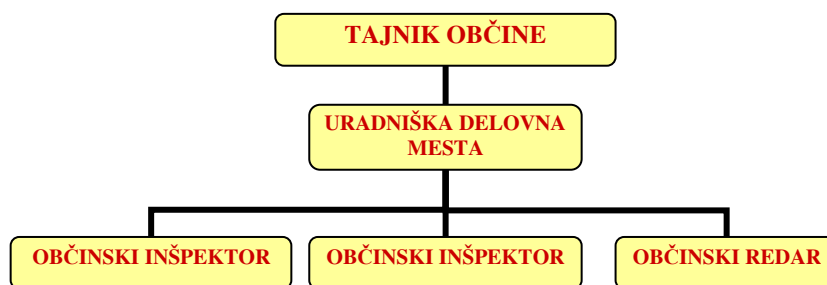 TAJNIK OBČINE
URADNIŠKA DELOVNA
MESTA
OBČINSKI INŠPEKTOR
OBČINSKI INŠPEKTOR
OBČINSKI REDAR